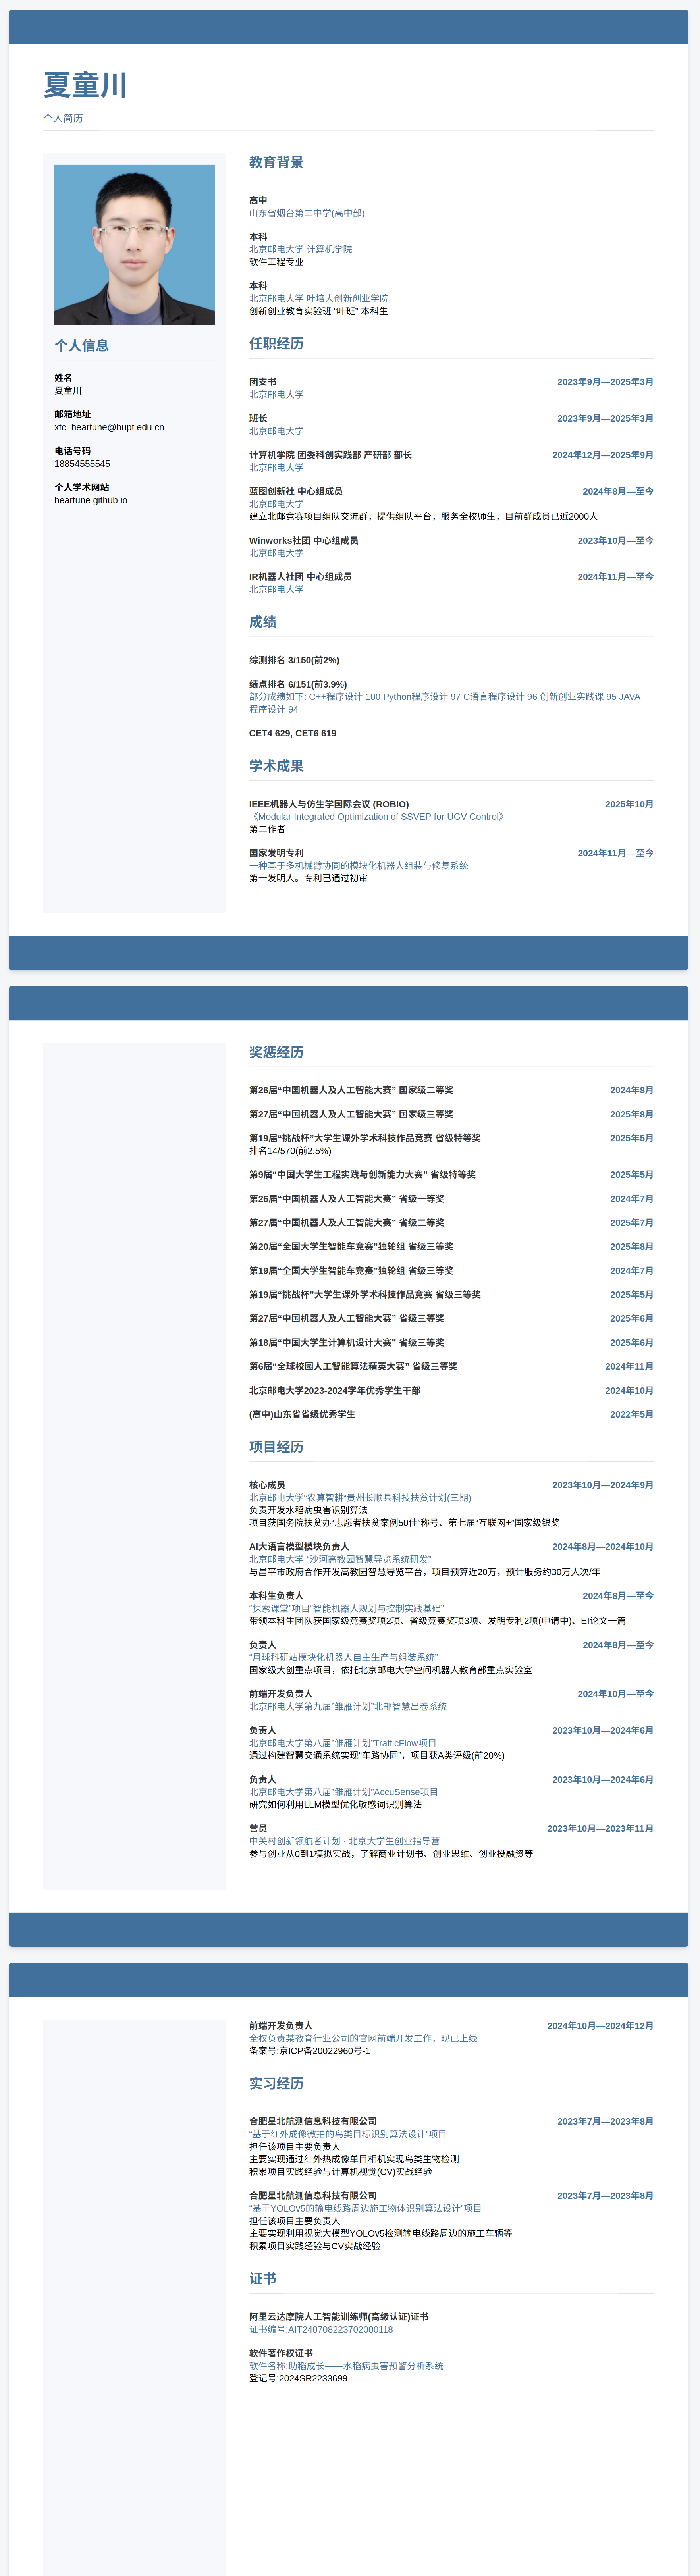 夏童川
个人简历
个人信息
姓名
夏童川
邮箱地址
xtc_heartune@bupt.edu.cn
电话号码
18854555545
个人学术网站
heartune.github.io
教育背景
高中
山东省烟台第二中学(高中部)
本科
北京邮电大学 计算机学院
软件工程专业
本科
北京邮电大学 叶培大创新创业学院
创新创业教育实验班 “叶班” 本科生
任职经历
团支书 2023年9月—2025年3月
北京邮电大学
班长 2023年9月—2025年3月
北京邮电大学
计算机学院 团委科创实践部 产研部 部长 2024年12月—2025年9月
北京邮电大学
蓝图创新社 中心组成员 2024年8月—至今
北京邮电大学
建立北邮竞赛项目组队交流群，提供组队平台，服务全校师生，目前群成员已近2000人
Winworks社团 中心组成员 2023年10月—至今
北京邮电大学
IR机器人社团 中心组成员 2024年11月—至今
北京邮电大学
成绩
综测排名 3/150(前2%)
绩点排名 6/151(前3.9%)
部分成绩如下: C++程序设计 100 Python程序设计 97 C语言程序设计 96 创新创业实践课 95 JAVA
程序设计 94
CET4 629, CET6 619
学术成果
IEEE机器人与仿生学国际会议 (ROBIO) 2025年10月
《Modular Integrated Optimization of SSVEP for UGV Control》
第二作者
国家发明专利 2024年11月—至今
一种基于多机械臂协同的模块化机器人组装与修复系统
第一发明人。专利已通过初审
奖惩经历
第26届“中国机器人及人工智能大赛” 国家级二等奖 2024年8月
第27届“中国机器人及人工智能大赛” 国家级三等奖 2025年8月
第19届“挑战杯”大学生课外学术科技作品竞赛 省级特等奖 2025年5月
排名14/570(前2.5%)
第9届“中国大学生工程实践与创新能力大赛” 省级特等奖 2025年5月
第26届“中国机器人及人工智能大赛” 省级一等奖 2024年7月
第27届“中国机器人及人工智能大赛” 省级二等奖 2025年7月
第20届“全国大学生智能车竞赛”独轮组 省级三等奖 2025年8月
第19届“全国大学生智能车竞赛”独轮组 省级三等奖 2024年7月
第19届“挑战杯”大学生课外学术科技作品竞赛 省级三等奖 2025年5月
第27届“中国机器人及人工智能大赛” 省级三等奖 2025年6月
第18届“中国大学生计算机设计大赛” 省级三等奖 2025年6月
第6届“全球校园人工智能算法精英大赛” 省级三等奖 2024年11月
北京邮电大学2023-2024学年优秀学生干部 2024年10月
(高中)山东省省级优秀学生 2022年5月
项目经历
核心成员 2023年10月—2024年9月
北京邮电大学“农算智耕“贵州长顺县科技扶贫计划(三期)
负责开发水稻病虫害识别算法
项目获国务院扶贫办“志愿者扶贫案例50佳”称号、第七届“互联网+”国家级银奖
AI大语言模型模块负责人 2024年8月—2024年10月
北京邮电大学 “沙河高教园智慧导览系统研发”
与昌平市政府合作开发高教园智慧导览平台，项目预算近20万，预计服务约30万人次/年
本科生负责人 2024年8月—至今
“探索课堂”项目“智能机器人规划与控制实践基础”
带领本科生团队获国家级竞赛奖项2项、省级竞赛奖项3项、发明专利2项(申请中)、EI论文一篇
负责人 2024年8月—至今
“月球科研站模块化机器人自主生产与组装系统”
国家级大创重点项目，依托北京邮电大学空间机器人教育部重点实验室
前端开发负责人 2024年10月—至今
北京邮电大学第九届”雏雁计划”北邮智慧出卷系统
负责人 2023年10月—2024年6月
北京邮电大学第八届”雏雁计划”TrafficFlow项目
通过构建智慧交通系统实现“车路协同”，项目获A类评级(前20%)
负责人 2023年10月—2024年6月
北京邮电大学第八届”雏雁计划”AccuSense项目
研究如何利用LLM模型优化敏感词识别算法
营员 2023年10月—2023年11月
中关村创新领航者计划 · 北京大学生创业指导营
参与创业从0到1模拟实战，了解商业计划书、创业思维、创业投融资等
前端开发负责人 2024年10月—2024年12月
全权负责某教育行业公司的官网前端开发工作，现已上线
备案号:京ICP备20022960号-1
实习经历
合肥星北航测信息科技有限公司 2023年7月—2023年8月
“基于红外成像微拍的鸟类目标识别算法设计”项目
担任该项目主要负责人
主要实现通过红外热成像单目相机实现鸟类生物检测
积累项目实践经验与计算机视觉(CV)实战经验
合肥星北航测信息科技有限公司 2023年7月—2023年8月
“基于YOLOv5的输电线路周边施工物体识别算法设计”项目
担任该项目主要负责人
主要实现利用视觉大模型YOLOv5检测输电线路周边的施工车辆等
积累项目实践经验与CV实战经验
证书
阿里云达摩院人工智能训练师(高级认证)证书
证书编号:AIT240708223702000118
软件著作权证书
软件名称:助稻成长——水稻病虫害预警分析系统
登记号:2024SR2233699